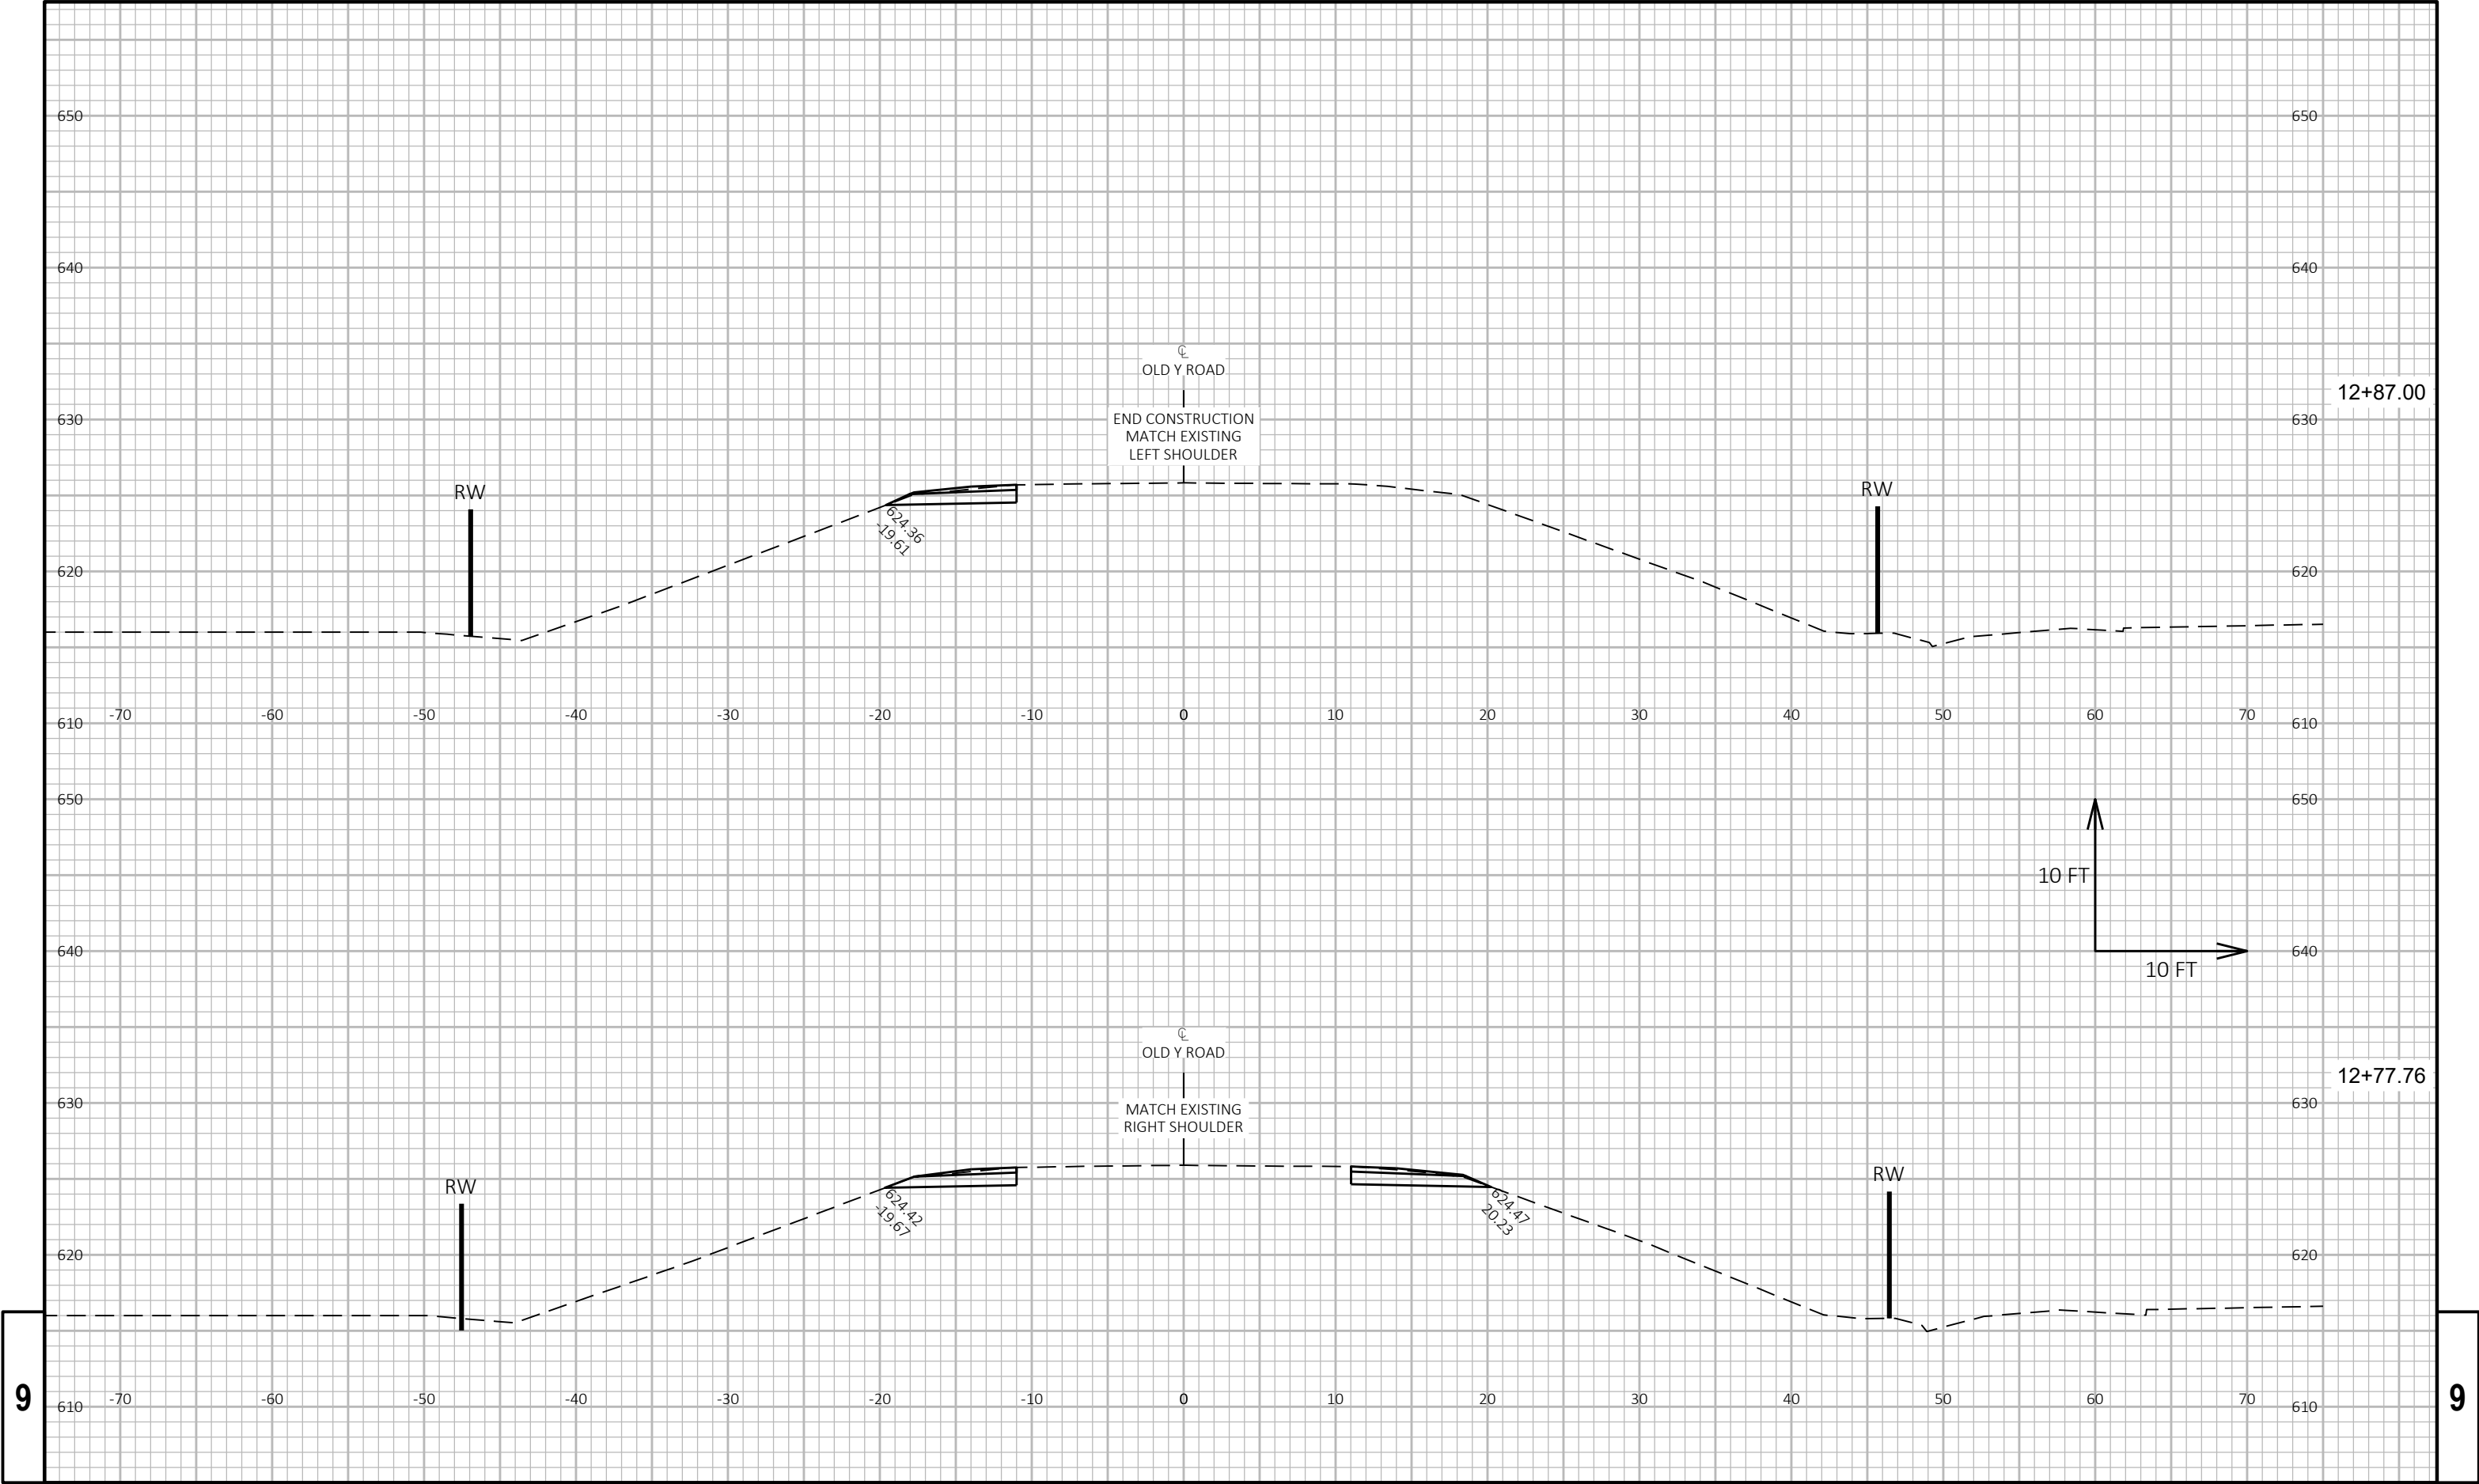 650 650
640 640
℄
OLD Y ROAD
12+87.00
630 630
END CONSTRUCTION
MATCH EXISTING
LEFT SHOULDER
RW RW
624.36
-19.61
620 620
610 -70 -60 -50 -40 -30 -20 -10 0 10 20 30 40 50 60 70 610
650 650
10 FT
640 640
10 FT
℄
OLD Y ROAD
12+77.76
630 630
MATCH EXISTING
RIGHT SHOULDER
RW RW
624.42
-19.67
624.47
20.23
620 620
9 9
610 -70 -60 -50 -40 -30 -20 -10 0 10 20 30 40 50 60 70 610